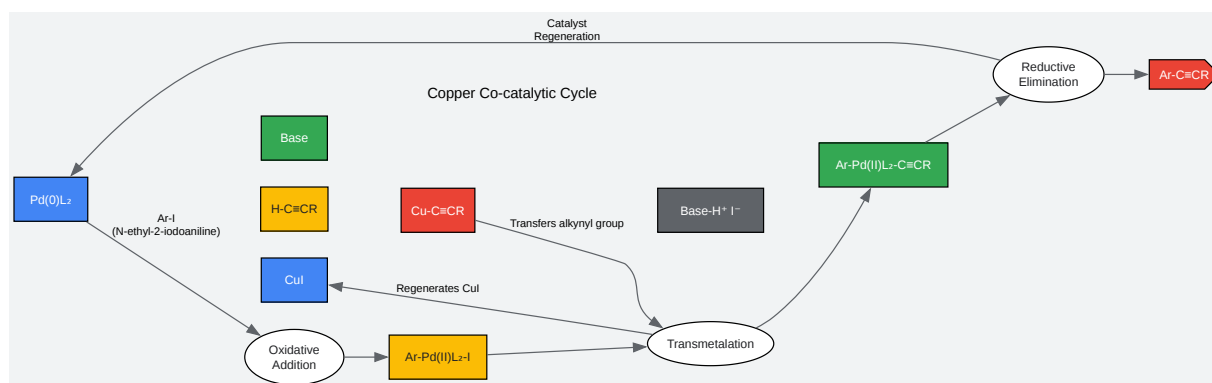 Catalyst
Regeneration
Copper Co-catalytic Cycle
Reductive
Elimination
Ar-C≡CR
Base
Ar-Pd(II)L₂-C≡CR
Pd(0)L₂
Ar-I
(N-ethyl-2-iodoaniline)
H-C≡CR
Cu-C≡CR
Transfers alkynyl group
Base-H⁺ I⁻
CuI
Regenerates CuI
Oxidative
Addition
Ar-Pd(II)L₂-I
Transmetalation